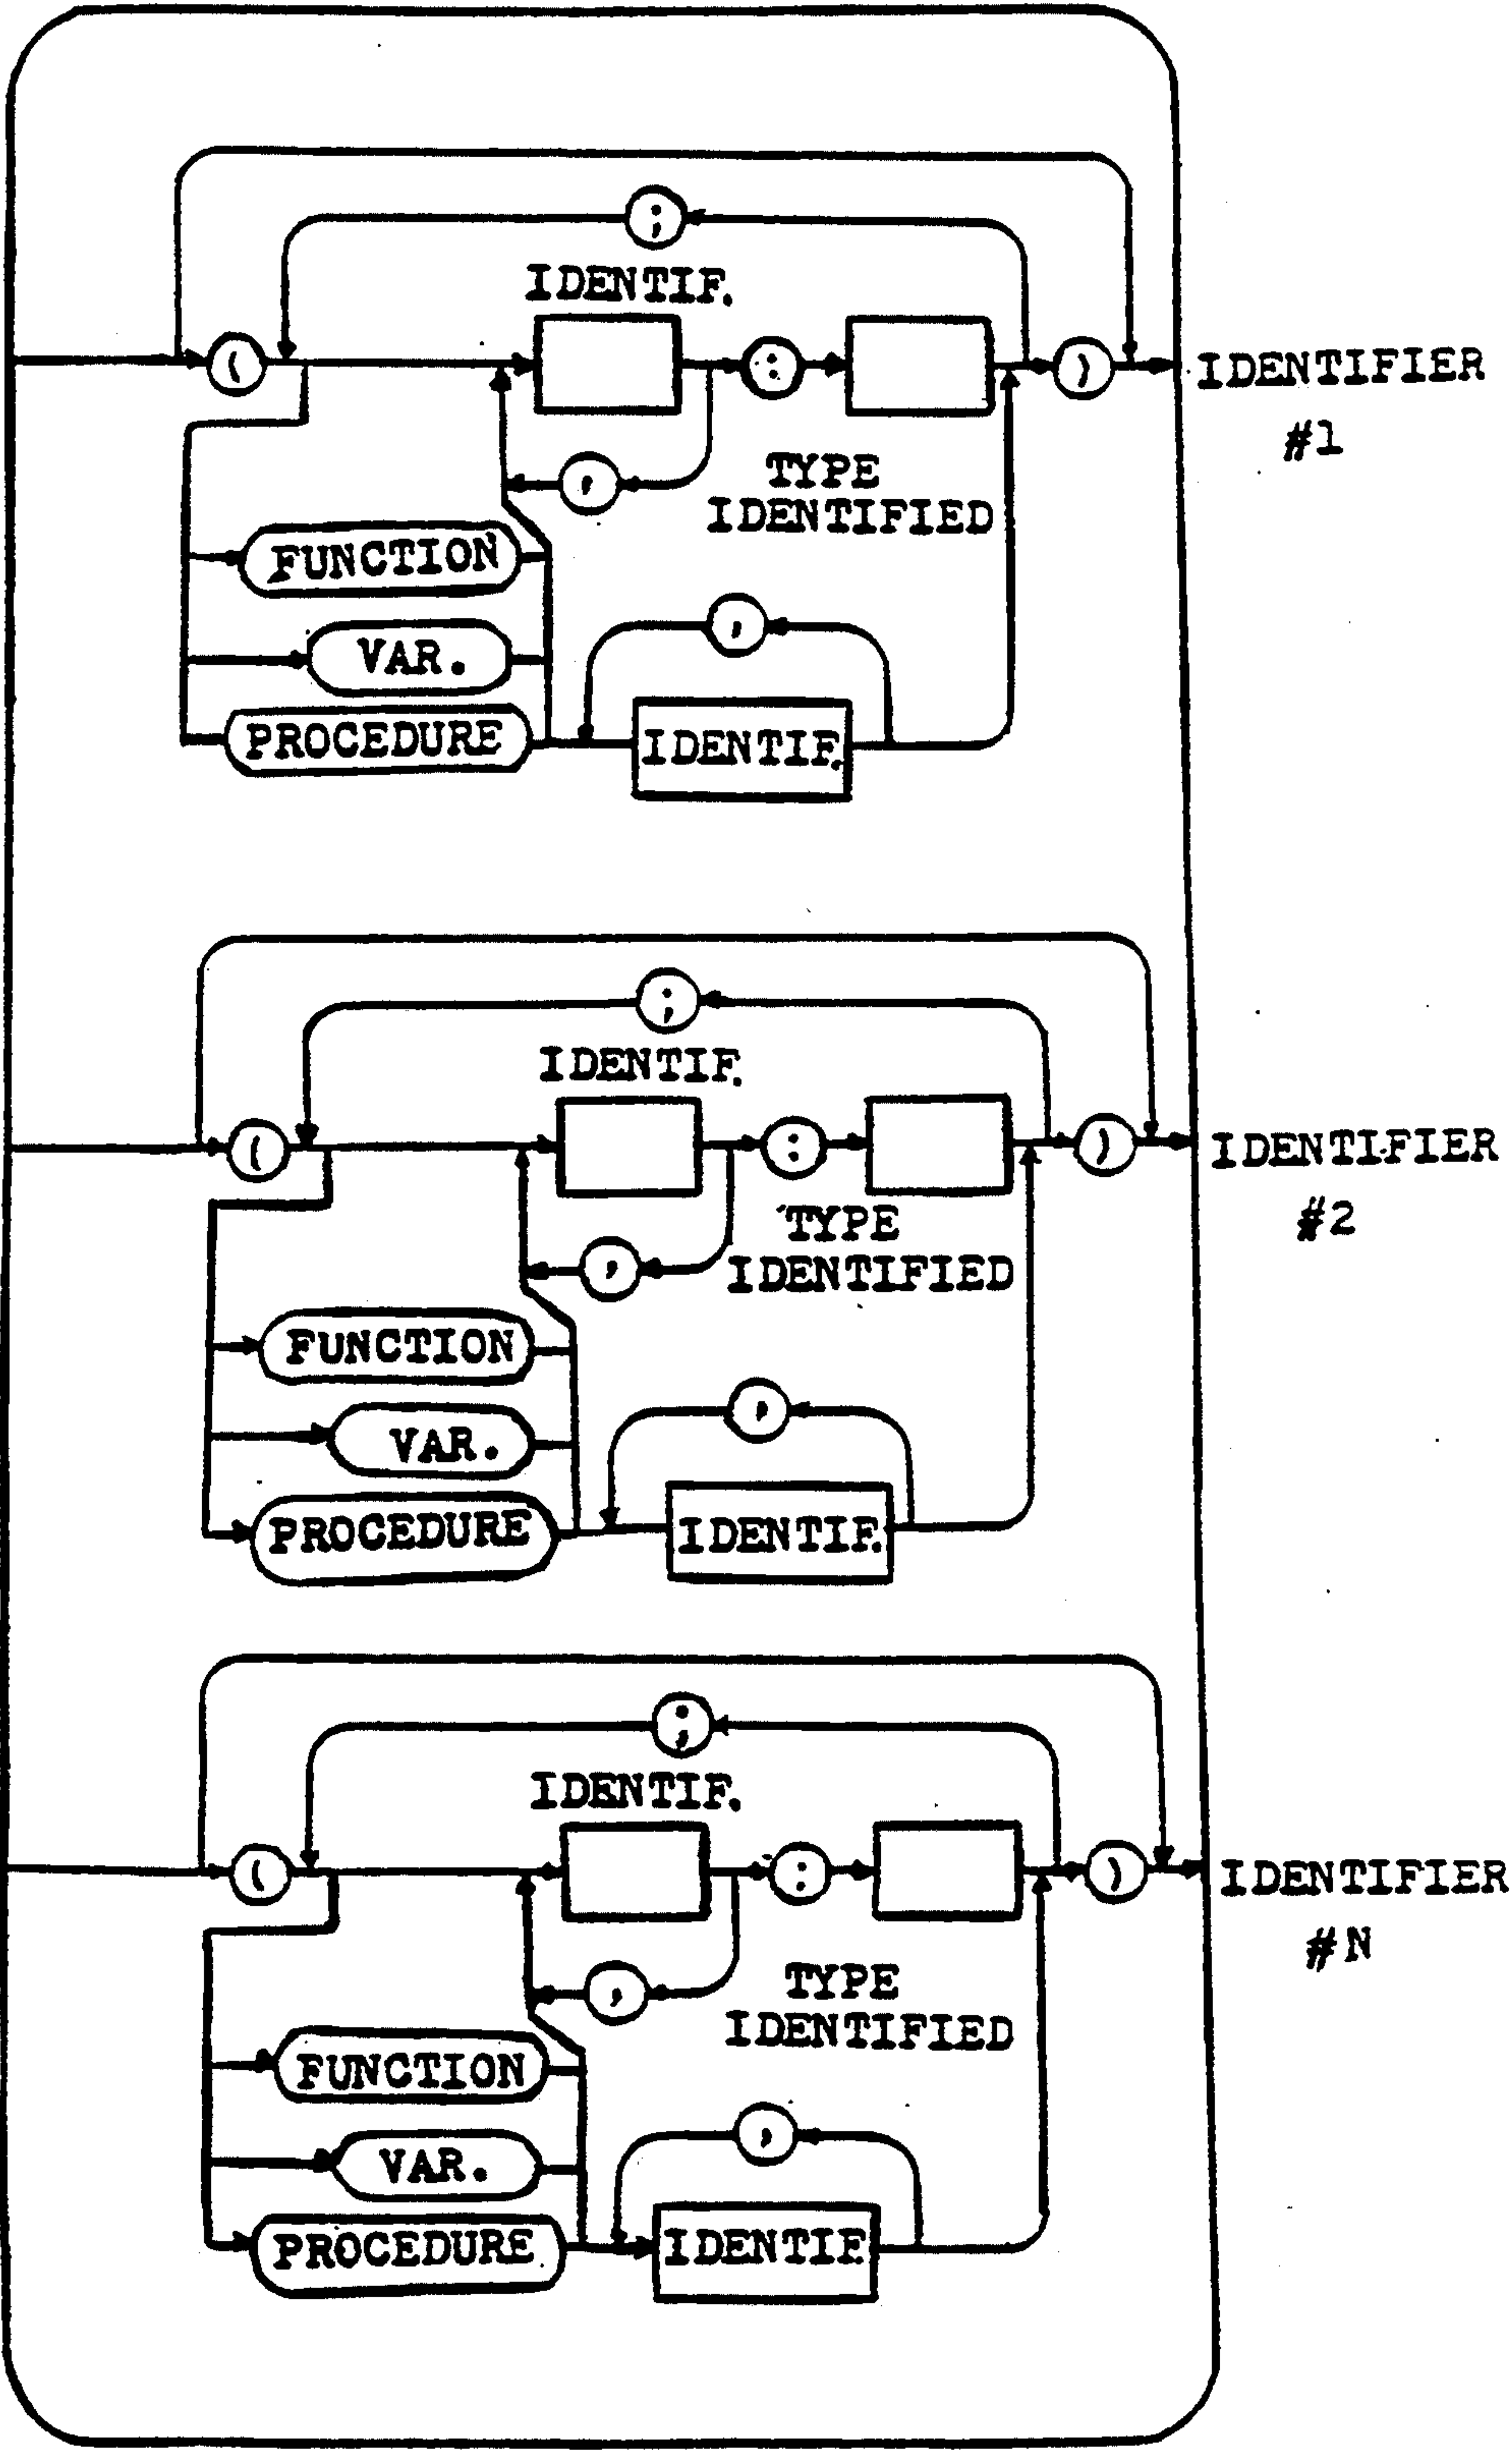 ;
IDENTIF.
( : ) IDENTIFIER
#1
, TYPE
IDENTIFIED
FUNCTION
,
VAR.
PROCEDURE IDENTIF.
;
IDENTIF.
( : ) IDENTIFIER
#2
TYPE
, IDENTIFIED
FUNCTION
,
VAR.
PROCEDURE IDENTIF.
;
IDENTIF.
( : ) IDENTIFIER
#N
, TYPE
IDENTIFIED
FUNCTION
,
VAR.
PROCEDURE IDENTIF.